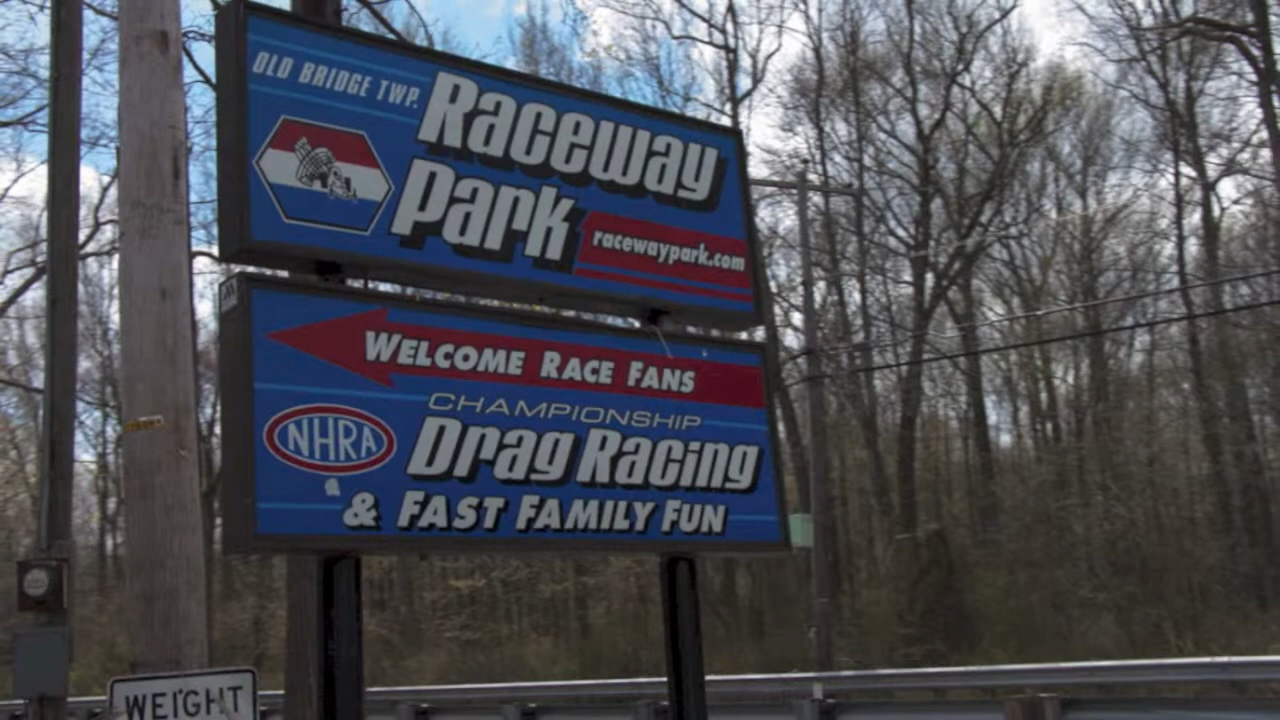 OLD BRIDGE TWP.
Raceway
Park
racewaypark.com
WELCOME RACE FANS
CHAMPIONSHIP
NHRA
Drag Racing
& FAST FAMILY FUN
WEIGHT